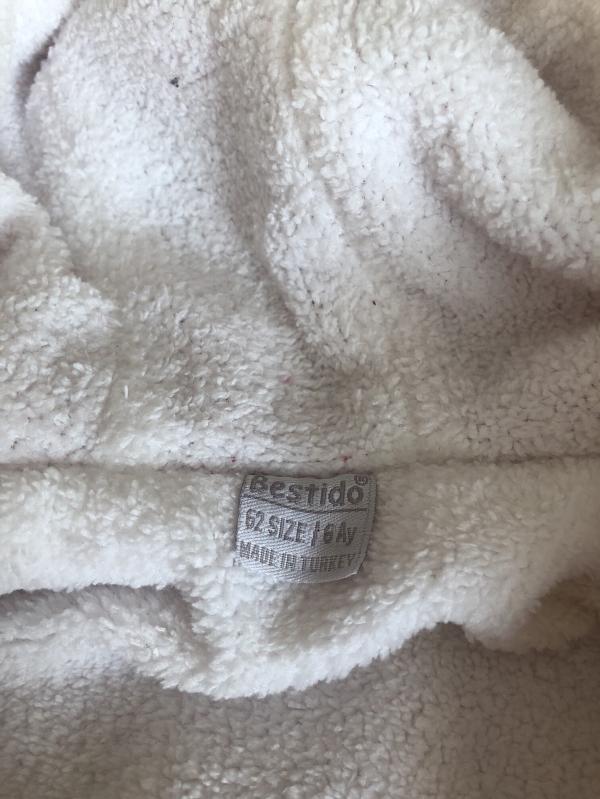 Bestido®
62 SIZE / 6 Ay
MADE IN TURKEY